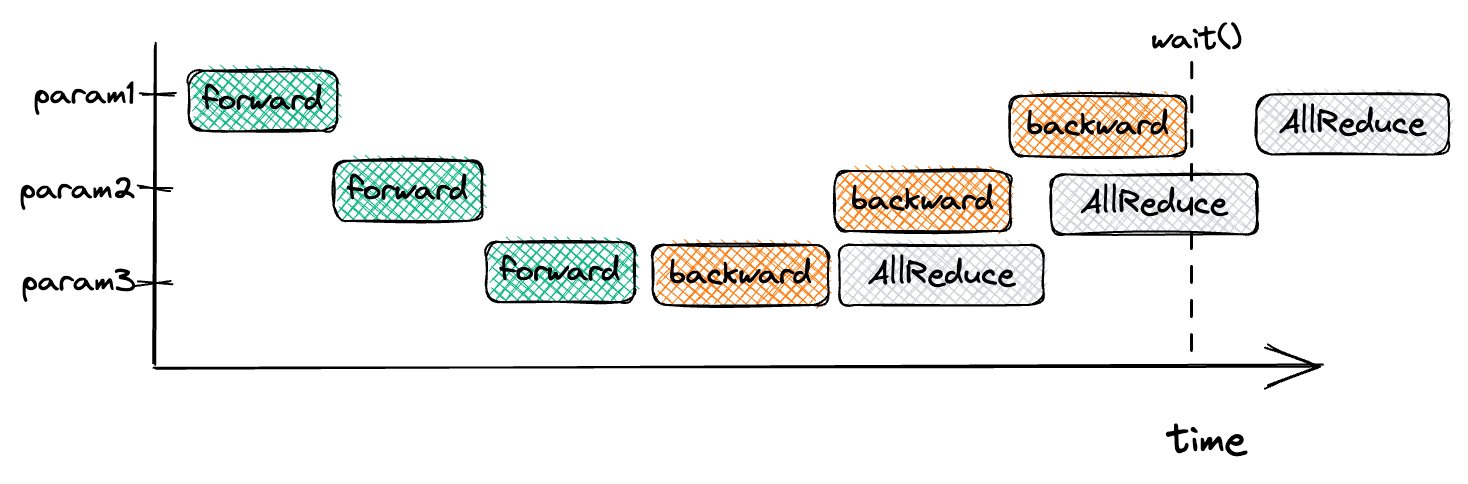 wait()
param1
forward
backward
AllReduce
param2
forward
backward
AllReduce
param3
forward
backward
AllReduce
time